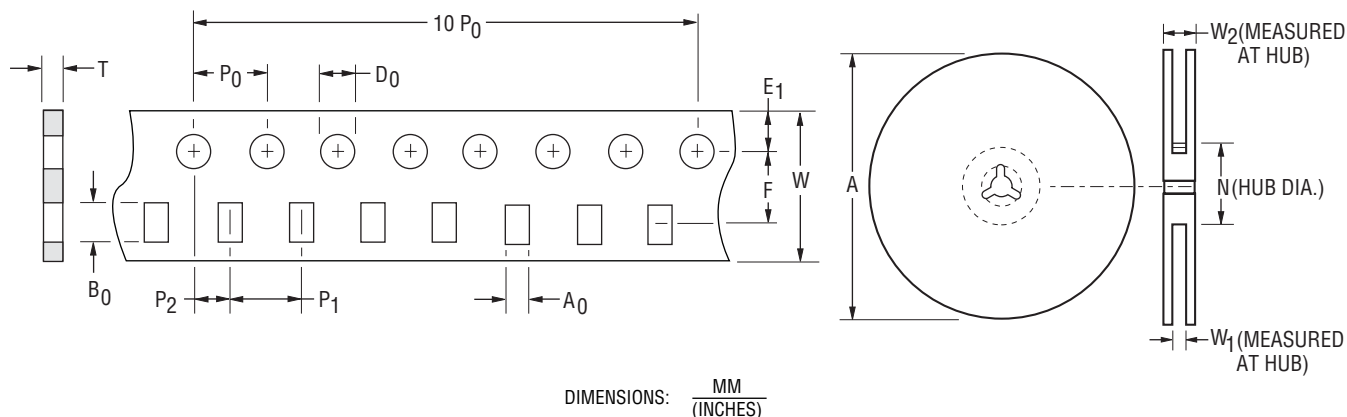 10 P0
T
P0
D0
E1
F
W
B0
P2
P1
A0
A
W2(MEASURED
AT HUB)
N(HUB DIA.)
W1(MEASURED
AT HUB)
DIMENSIONS: MM
(INCHES)